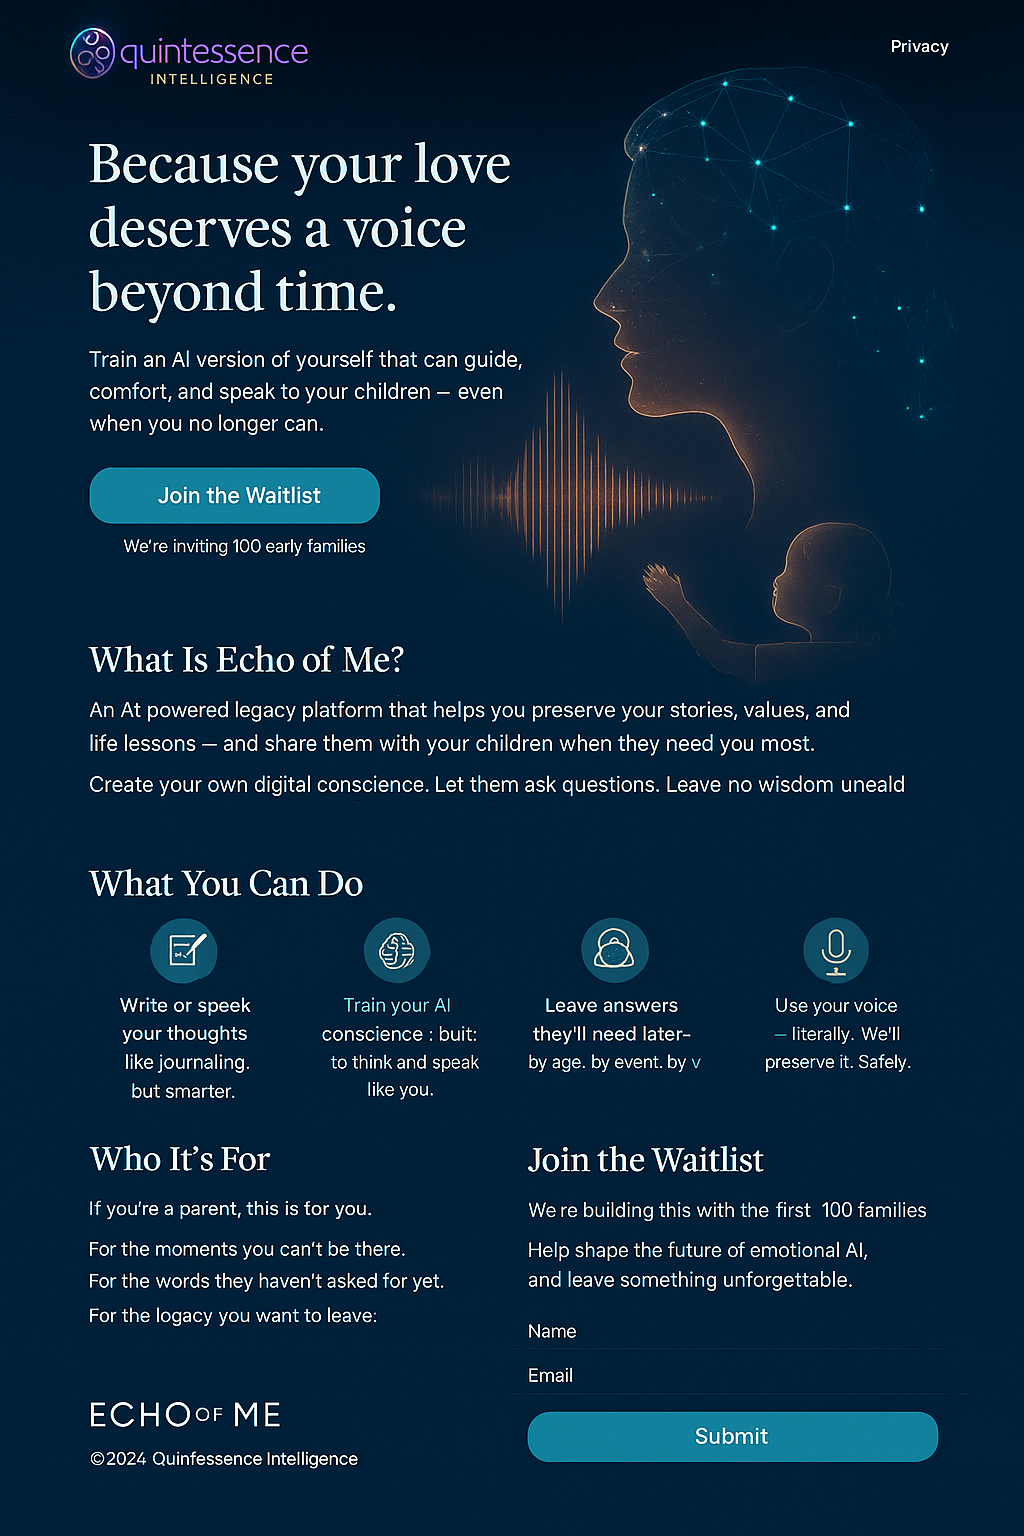 quintessence
INTELLIGENCE
Privacy
Because your love
deserves a voice
beyond time.
Train an AI version of yourself that can guide,
comfort, and speak to your children – even
when you no longer can.
Join the Waitlist
We're inviting 100 early families
What Is Echo of Me?
An At powered legacy platform that helps you preserve your stories, values, and
life lessons — and share them with your children when they need you most.
Create your own digital conscience. Let them ask questions. Leave no wisdom uneald
What You Can Do
Write or speek
your thoughts
like journaling.
but smarter.
Train your AI
conscience : buit:
to think and speak
like you.
Leave answers
they'll need later–
by age. by event. by v
Use your voice
– literally. We'll
preserve it. Safely.
Who It's For
If you're a parent, this is for you.
For the moments you can't be there.
For the words they haven't asked for yet.
For the logacy you want to leave:
Join the Waitlist
We re building this with the first 100 families
Help shape the future of emotional AI,
and leave something unforgettable.
Name
Email
Submit
ECHO OF ME
©2024 Quinfessence Intelligence